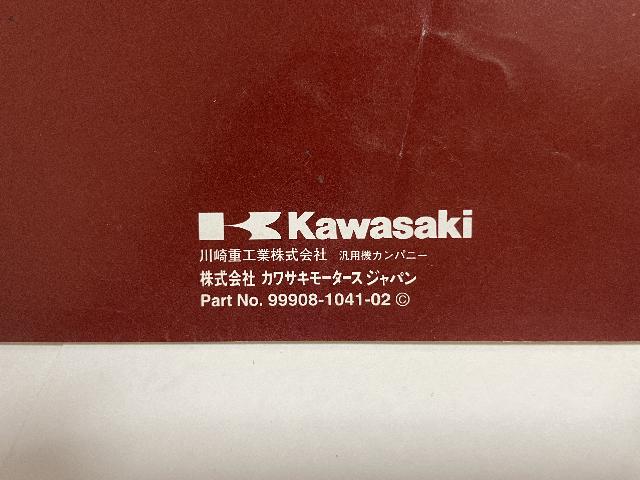 Kawasaki
川崎重工業株式会社 汎用機カンパニー
株式会社 カワサキモータース ジャパン
Part No. 99908-1041-02 ©